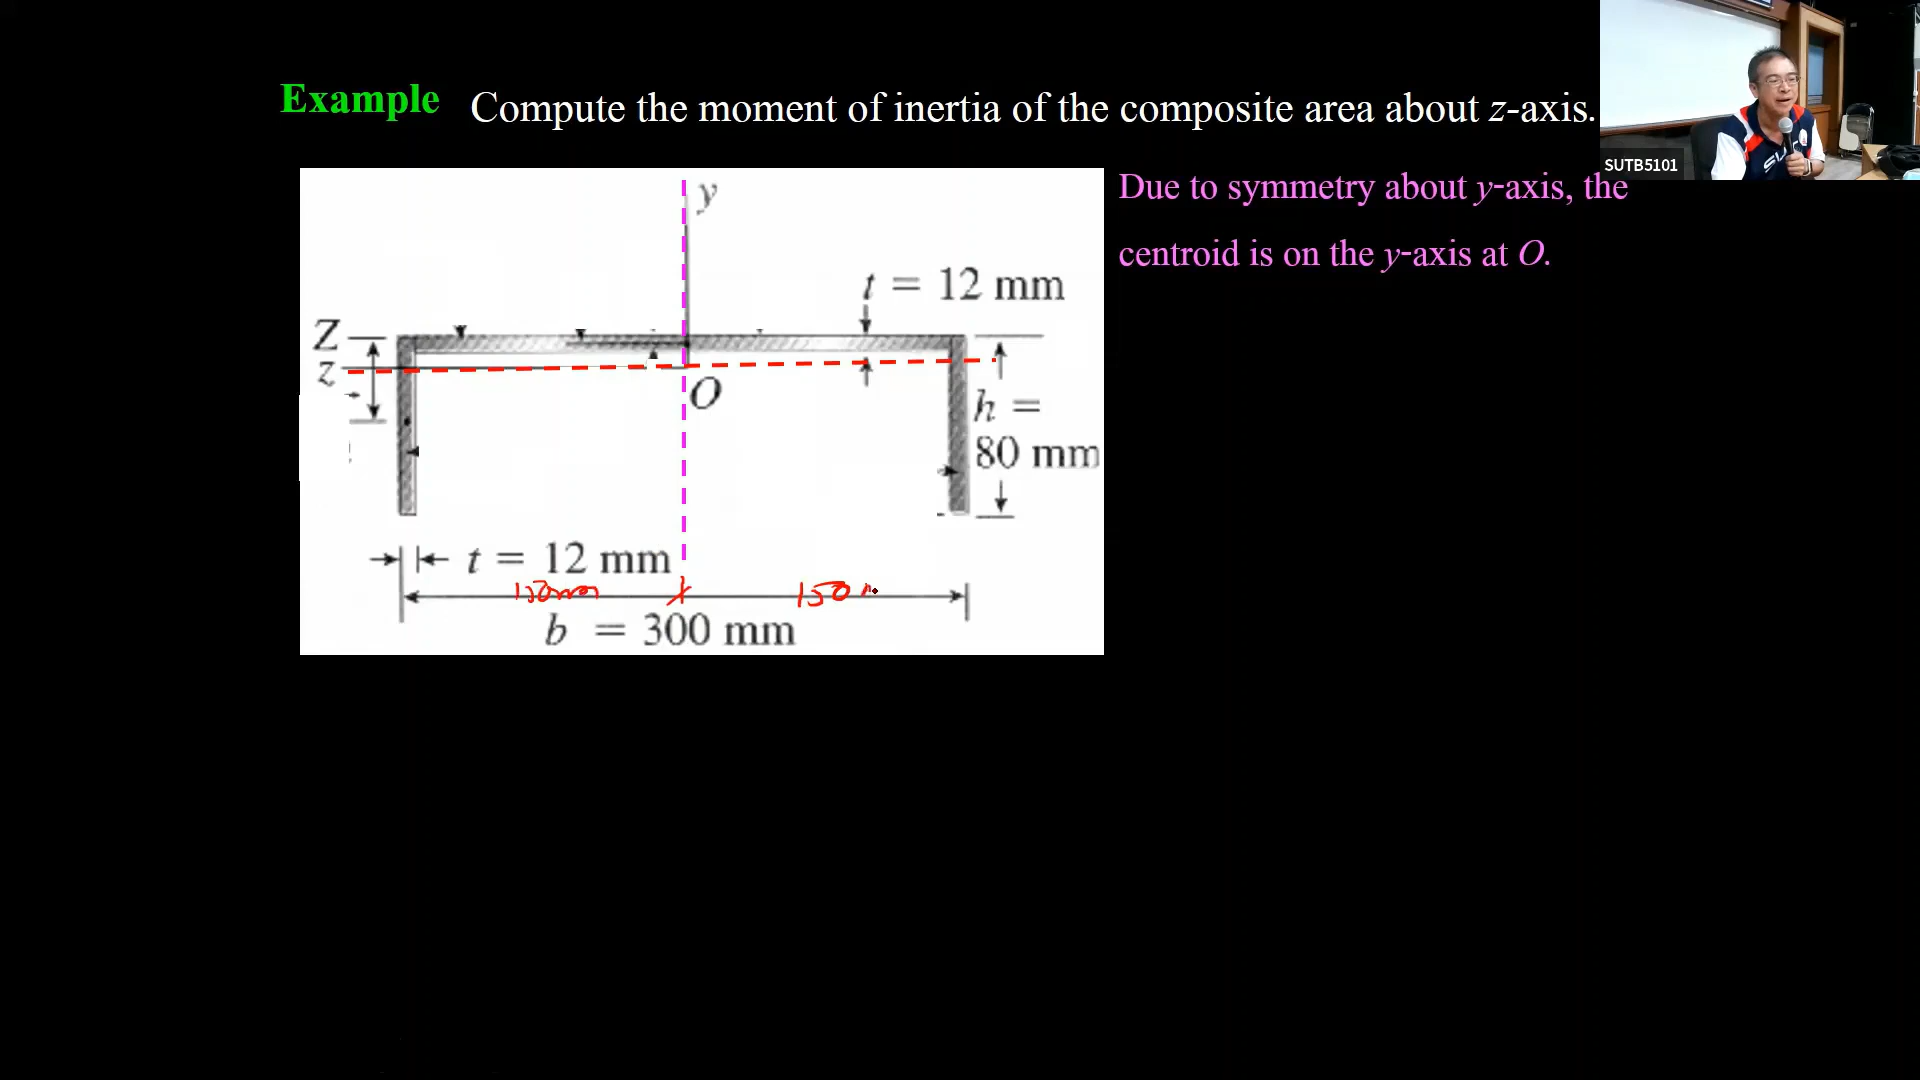 Example Compute the moment of inertia of the composite area about z-axis.
SUTB5101
Due to symmetry about y-axis, the
centroid is on the y-axis at O.
y
t = 12 mm
Z
z
O
h =
80 mm
t = 12 mm
150
b = 300 mm